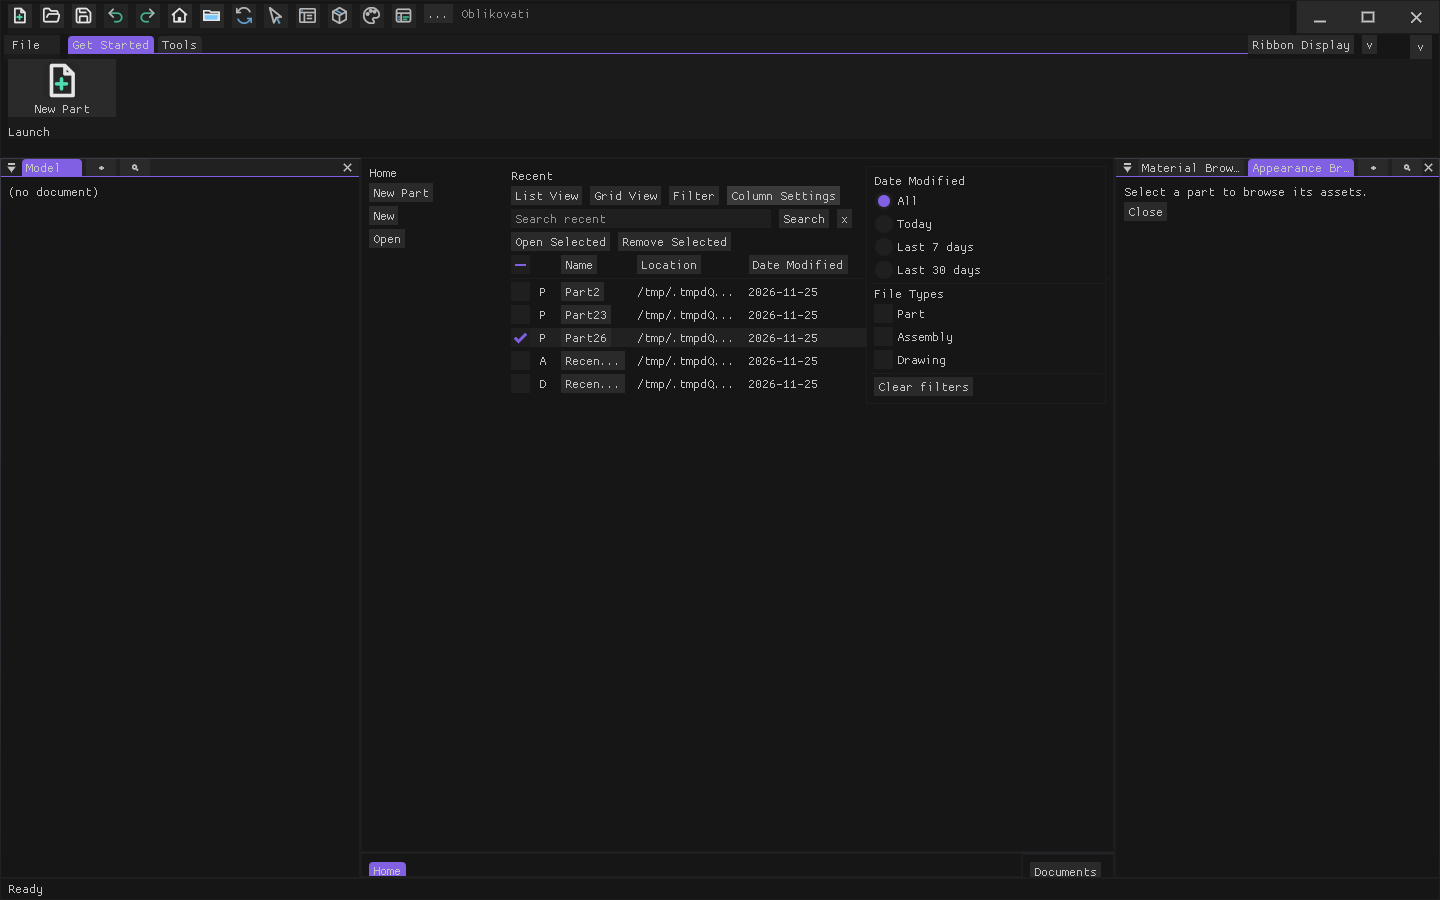 ... Oblikovati
File Get Started Tools Ribbon Display v v
New Part
Launch
Model
(no document)
Home
New Part
New
Open
Recent
List View Grid View Filter Column Settings
Search recent Search x
Open Selected Remove Selected
Name Location Date Modified
P Part2 /tmp/.tmpdQ... 2026-11-25
P Part23 /tmp/.tmpdQ... 2026-11-25
P Part26 /tmp/.tmpdQ... 2026-11-25
A Recen... /tmp/.tmpdQ... 2026-11-25
D Recen... /tmp/.tmpdQ... 2026-11-25
Date Modified
All
Today
Last 7 days
Last 30 days
File Types
Part
Assembly
Drawing
Clear filters
Material Brow… Appearance Br…
Select a part to browse its assets.
Close
Home Documents
Ready